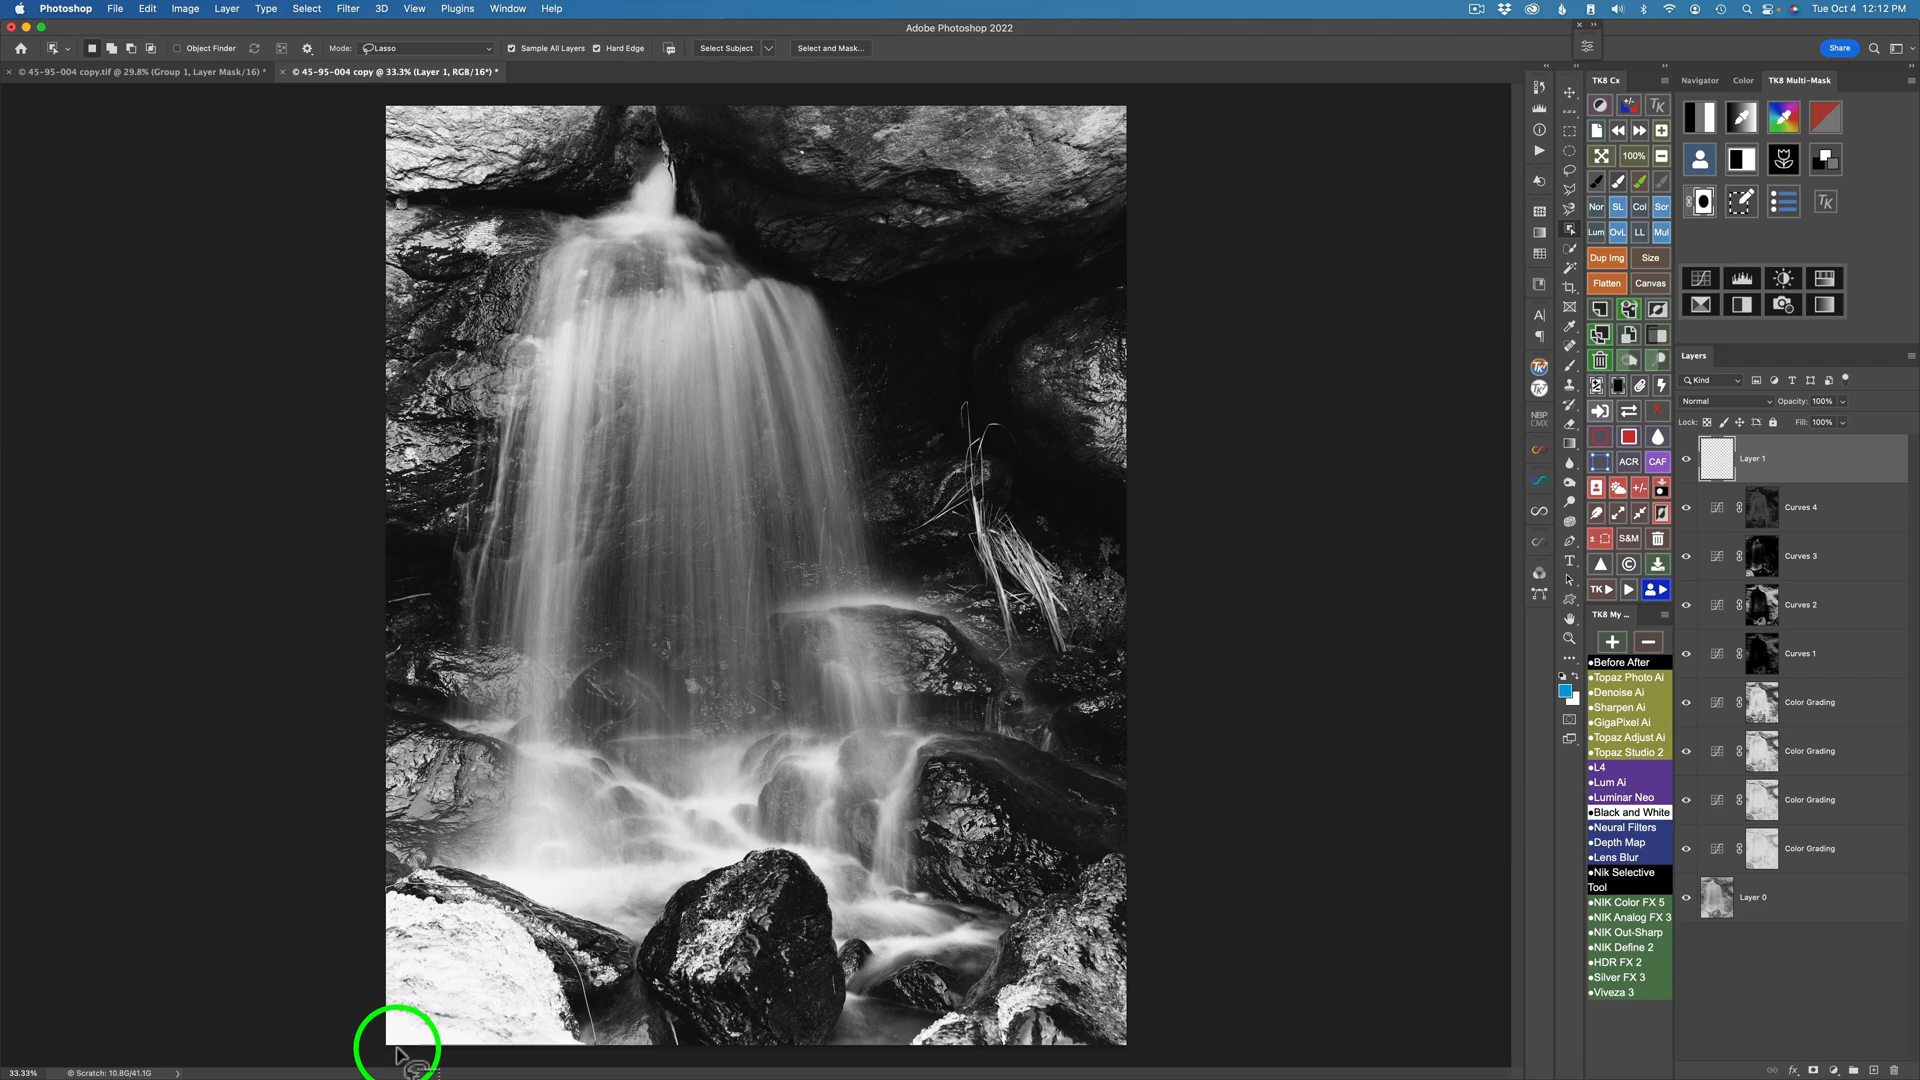 Photoshop File Edit Image Layer Type Select Filter 3D View Plugins Window Help Tue Oct 4 12:12 PM
Adobe Photoshop 2022
Object Finder Mode: Lasso Sample All Layers Hard Edge Select Subject Select and Mask... Share
× © 45-95-004 copy.tif @ 29.8% (Group 1, Layer Mask/16) * × © 45-95-004 copy @ 33.3% (Layer 1, RGB/16*) *
TK8 Cx
Navigator Color TK8 Multi-Mask
100%
Nor SL Col Scr
Lum OvL LL Mul
Dup Img Size
Flatten Canvas
ACR CAF
S&M
TK
TK8 My ...
•Before After
•Topaz Photo Ai
•Denoise Ai
•Sharpen Ai
•GigaPixel Ai
•Topaz Adjust Ai
•Topaz Studio 2
•L4
•Lum Ai
•Luminar Neo
•Black and White
•Neural Filters
•Depth Map
•Lens Blur
•Nik Selective
Tool
•NIK Color FX 5
•NIK Analog FX 3
•NIK Out-Sharp
•NIK Define 2
•HDR FX 2
•Silver FX 3
•Viveza 3
NBP
CMX
Layers
Kind
Normal Opacity: 100%
Lock: Fill: 100%
Layer 1
Curves 4
Curves 3
Curves 2
Curves 1
Color Grading
Color Grading
Color Grading
Color Grading
Layer 0
33.33% Scratch: 10.8G/41.1G